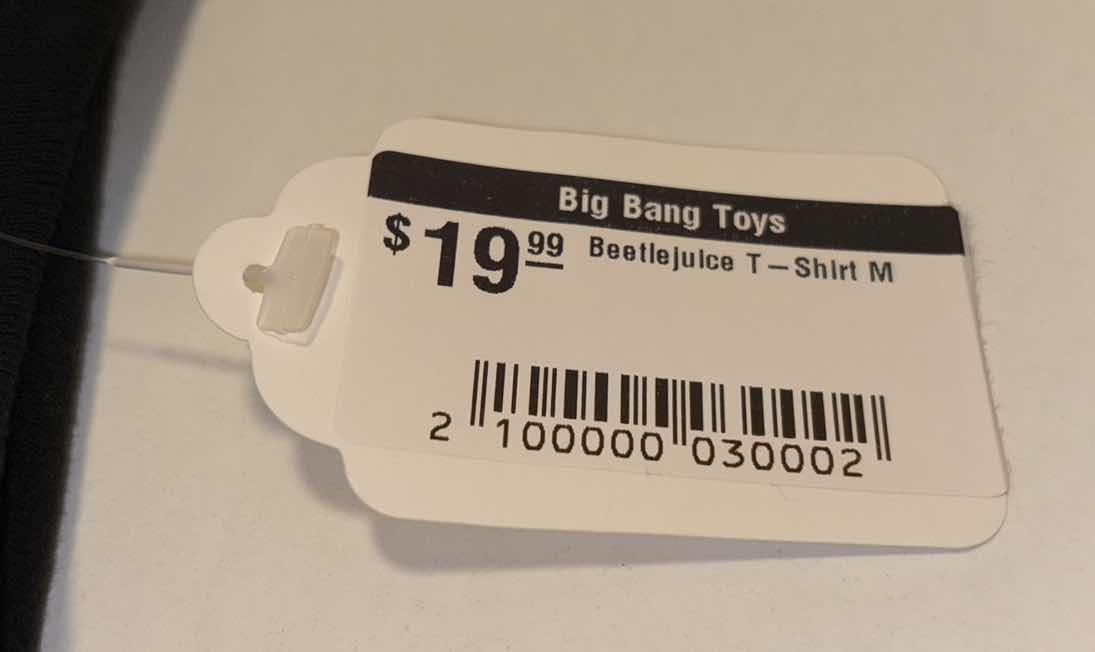 Big Bang Toys
$19.99 Beetlejuice T-Shirt M
2 100000 030002